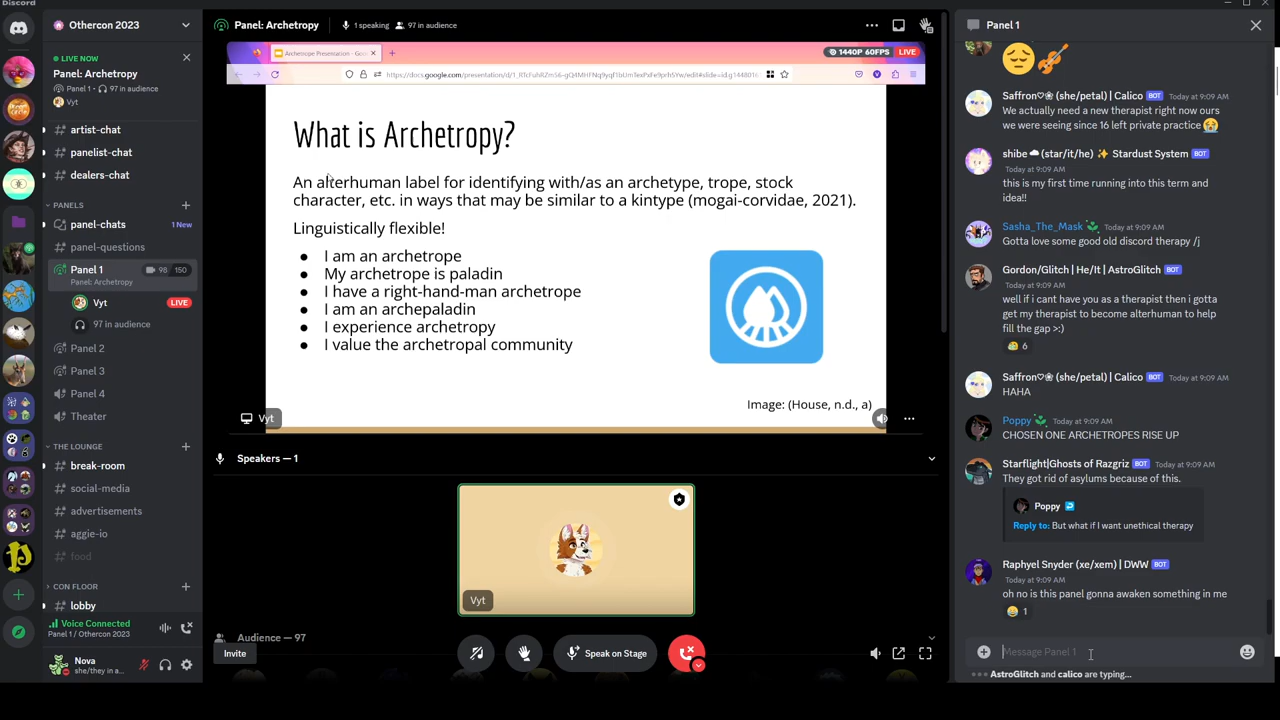 Discord
Othercon 2023
LIVE NOW
Panel: Archetropy
Panel 1 · 97 in audience
Vyt
artist-chat
panelist-chat
dealers-chat
PANELS
panel-chats
1 New
panel-questions
Panel 1
98 150
Panel: Archetropy
Vyt
LIVE
97 in audience
Panel 2
Panel 3
Panel 4
Theater
THE LOUNGE
break-room
social-media
advertisements
aggie-io
food
CON FLOOR
lobby
Voice Connected
Panel 1 / Othercon 2023
Nova
she/they in a...
Panel: Archetropy
1 speaking
97 in audience
1440P 60FPS
LIVE
What is Archetropy?
An alterhuman label for identifying with/as an archetype, trope, stock
character, etc. in ways that may be similar to a kintype (mogai-corvidae, 2021).
Linguistically flexible!
● I am an archetrope
● My archetrope is paladin
● I have a right-hand-man archetrope
● I am an archepaladin
● I experience archetropy
● I value the archetropal community
Image: (House, n.d., a)
Vyt
Speakers — 1
Vyt
Audience — 97
Invite
Speak on Stage
Panel 1
Saffron♡❀ (she/petal) | Calico BOT Today at 9:09 AM
We actually need a new therapist right now ours
we were seeing since 16 left private practice 😭
shibe ☁ (star/it/he) ✨ Stardust System BOT
Today at 9:09 AM
this is my first time running into this term and
idea!!
Sasha_The_Mask Today at 9:09 AM
Gotta love some good old discord therapy /j
Gordon/Glitch | He/It | AstroGlitch BOT
Today at 9:09 AM
well if i cant have you as a therapist then i gotta
get my therapist to become alterhuman to help
fill the gap >:)
6
Saffron♡❀ (she/petal) | Calico BOT Today at 9:09 AM
HAHA
Poppy Today at 9:09 AM
CHOSEN ONE ARCHETROPES RISE UP
Starflight|Ghosts of Razgriz BOT Today at 9:09 AM
They got rid of asylums because of this.
Poppy
Reply to: But what if I want unethical therapy
Raphyel Snyder (xe/xem) | DWW BOT
Today at 9:09 AM
oh no is this panel gonna awaken something in me
1
Message Panel 1
AstroGlitch and calico are typing...